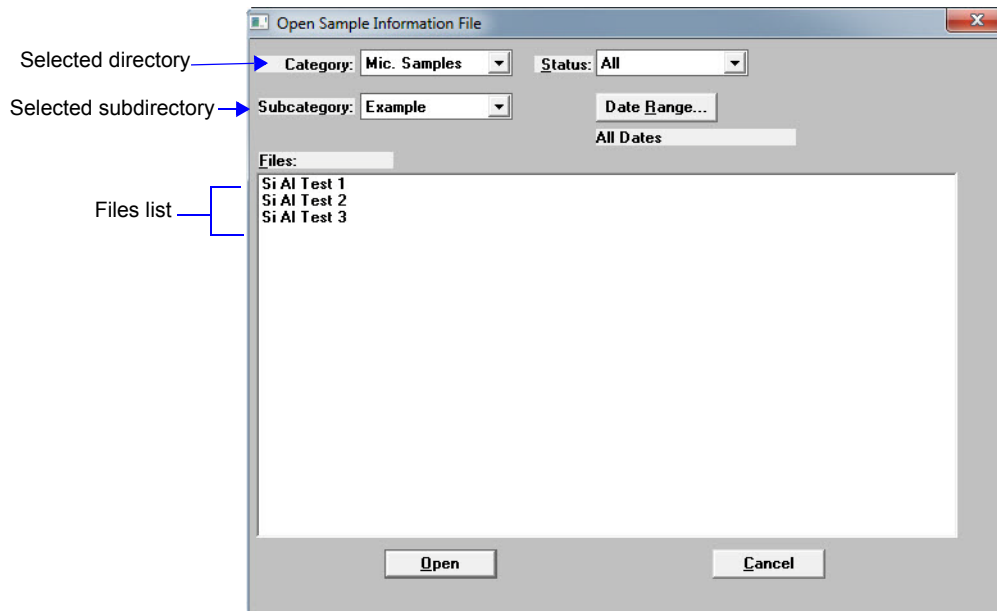 Open Sample Information File
Selected directory
Category: Mic. Samples Status: All
Selected subdirectory
Subcategory: Example Date Range...
All Dates
Files:
Files list
Si Al Test 1
Si Al Test 2
Si Al Test 3
Open Cancel